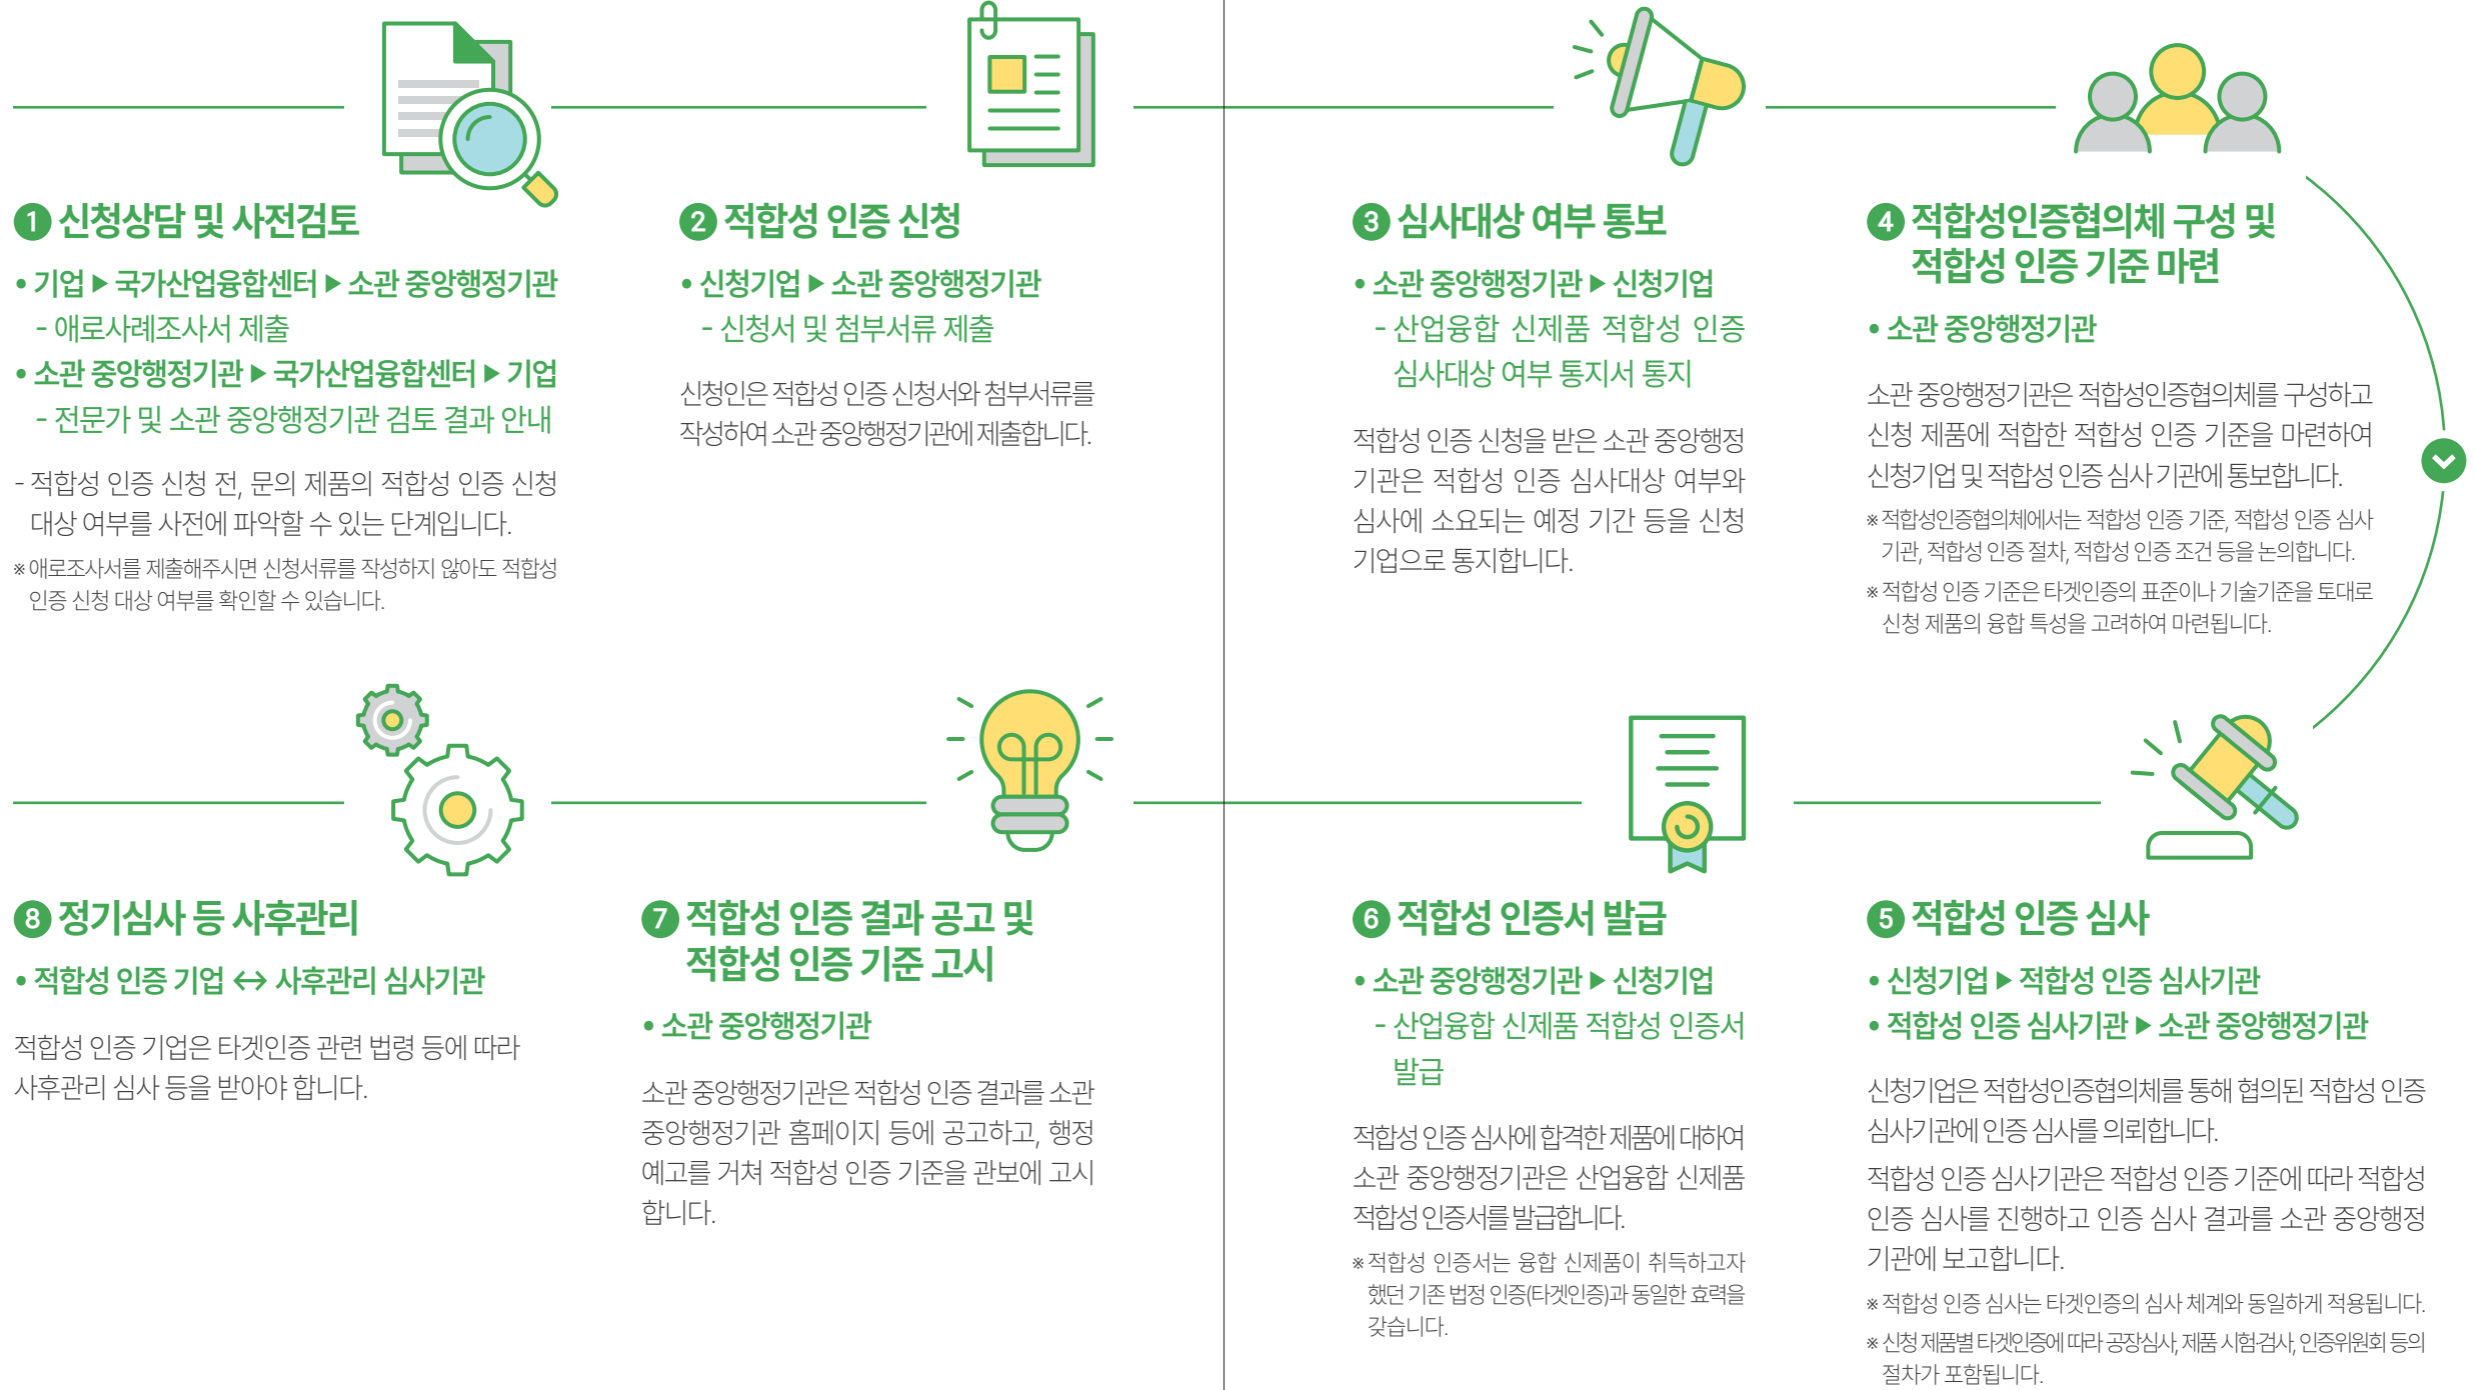 1 신청상담 및 사전검토
• 기업 ▶ 국가산업융합센터 ▶ 소관 중앙행정기관
- 애로사례조사서 제출
• 소관 중앙행정기관 ▶ 국가산업융합센터 ▶ 기업
- 전문가 및 소관 중앙행정기관 검토 결과 안내
- 적합성 인증 신청 전, 문의 제품의 적합성 인증 신청
대상 여부를 사전에 파악할 수 있는 단계입니다.
※ 애로조사서를 제출해주시면 신청서류를 작성하지 않아도 적합성
인증 신청 대상 여부를 확인할 수 있습니다.
2 적합성 인증 신청
• 신청기업 ▶ 소관 중앙행정기관
- 신청서 및 첨부서류 제출
신청인은 적합성 인증 신청서와 첨부서류를
작성하여 소관 중앙행정기관에 제출합니다.
3 심사대상 여부 통보
• 소관 중앙행정기관 ▶ 신청기업
- 산업융합 신제품 적합성 인증
심사대상 여부 통지서 통지
적합성 인증 신청을 받은 소관 중앙행정
기관은 적합성 인증 심사대상 여부와
심사에 소요되는 예정 기간 등을 신청
기업으로 통지합니다.
4 적합성인증협의체 구성 및
적합성 인증 기준 마련
• 소관 중앙행정기관
소관 중앙행정기관은 적합성인증협의체를 구성하고
신청 제품에 적합한 적합성 인증 기준을 마련하여
신청기업 및 적합성 인증 심사 기관에 통보합니다.
※ 적합성인증협의체에서는 적합성 인증 기준, 적합성 인증 심사
기관, 적합성 인증 절차, 적합성 인증 조건 등을 논의합니다.
※ 적합성 인증 기준은 타겟인증의 표준이나 기술기준을 토대로
신청 제품의 융합 특성을 고려하여 마련됩니다.
5 적합성 인증 심사
• 신청기업 ▶ 적합성 인증 심사기관
• 적합성 인증 심사기관 ▶ 소관 중앙행정기관
신청기업은 적합성인증협의체를 통해 협의된 적합성 인증
심사기관에 인증 심사를 의뢰합니다.
적합성 인증 심사기관은 적합성 인증 기준에 따라 적합성
인증 심사를 진행하고 인증 심사 결과를 소관 중앙행정
기관에 보고합니다.
※ 적합성 인증 심사는 타겟인증의 심사 체계와 동일하게 적용됩니다.
※ 신청 제품별 타겟인증에 따라 공장심사, 제품 시험·검사, 인증위원회 등의
절차가 포함됩니다.
6 적합성 인증서 발급
• 소관 중앙행정기관 ▶ 신청기업
- 산업융합 신제품 적합성 인증서
발급
적합성 인증 심사에 합격한 제품에 대하여
소관 중앙행정기관은 산업융합 신제품
적합성 인증서를 발급합니다.
※ 적합성 인증서는 융합 신제품이 취득하고자
했던 기존 법정 인증(타겟인증)과 동일한 효력을
갖습니다.
7 적합성 인증 결과 공고 및
적합성 인증 기준 고시
• 소관 중앙행정기관
소관 중앙행정기관은 적합성 인증 결과를 소관
중앙행정기관 홈페이지 등에 공고하고, 행정
예고를 거쳐 적합성 인증 기준을 관보에 고시
합니다.
8 정기심사 등 사후관리
• 적합성 인증 기업 ↔ 사후관리 심사기관
적합성 인증 기업은 타겟인증 관련 법령 등에 따라
사후관리 심사 등을 받아야 합니다.